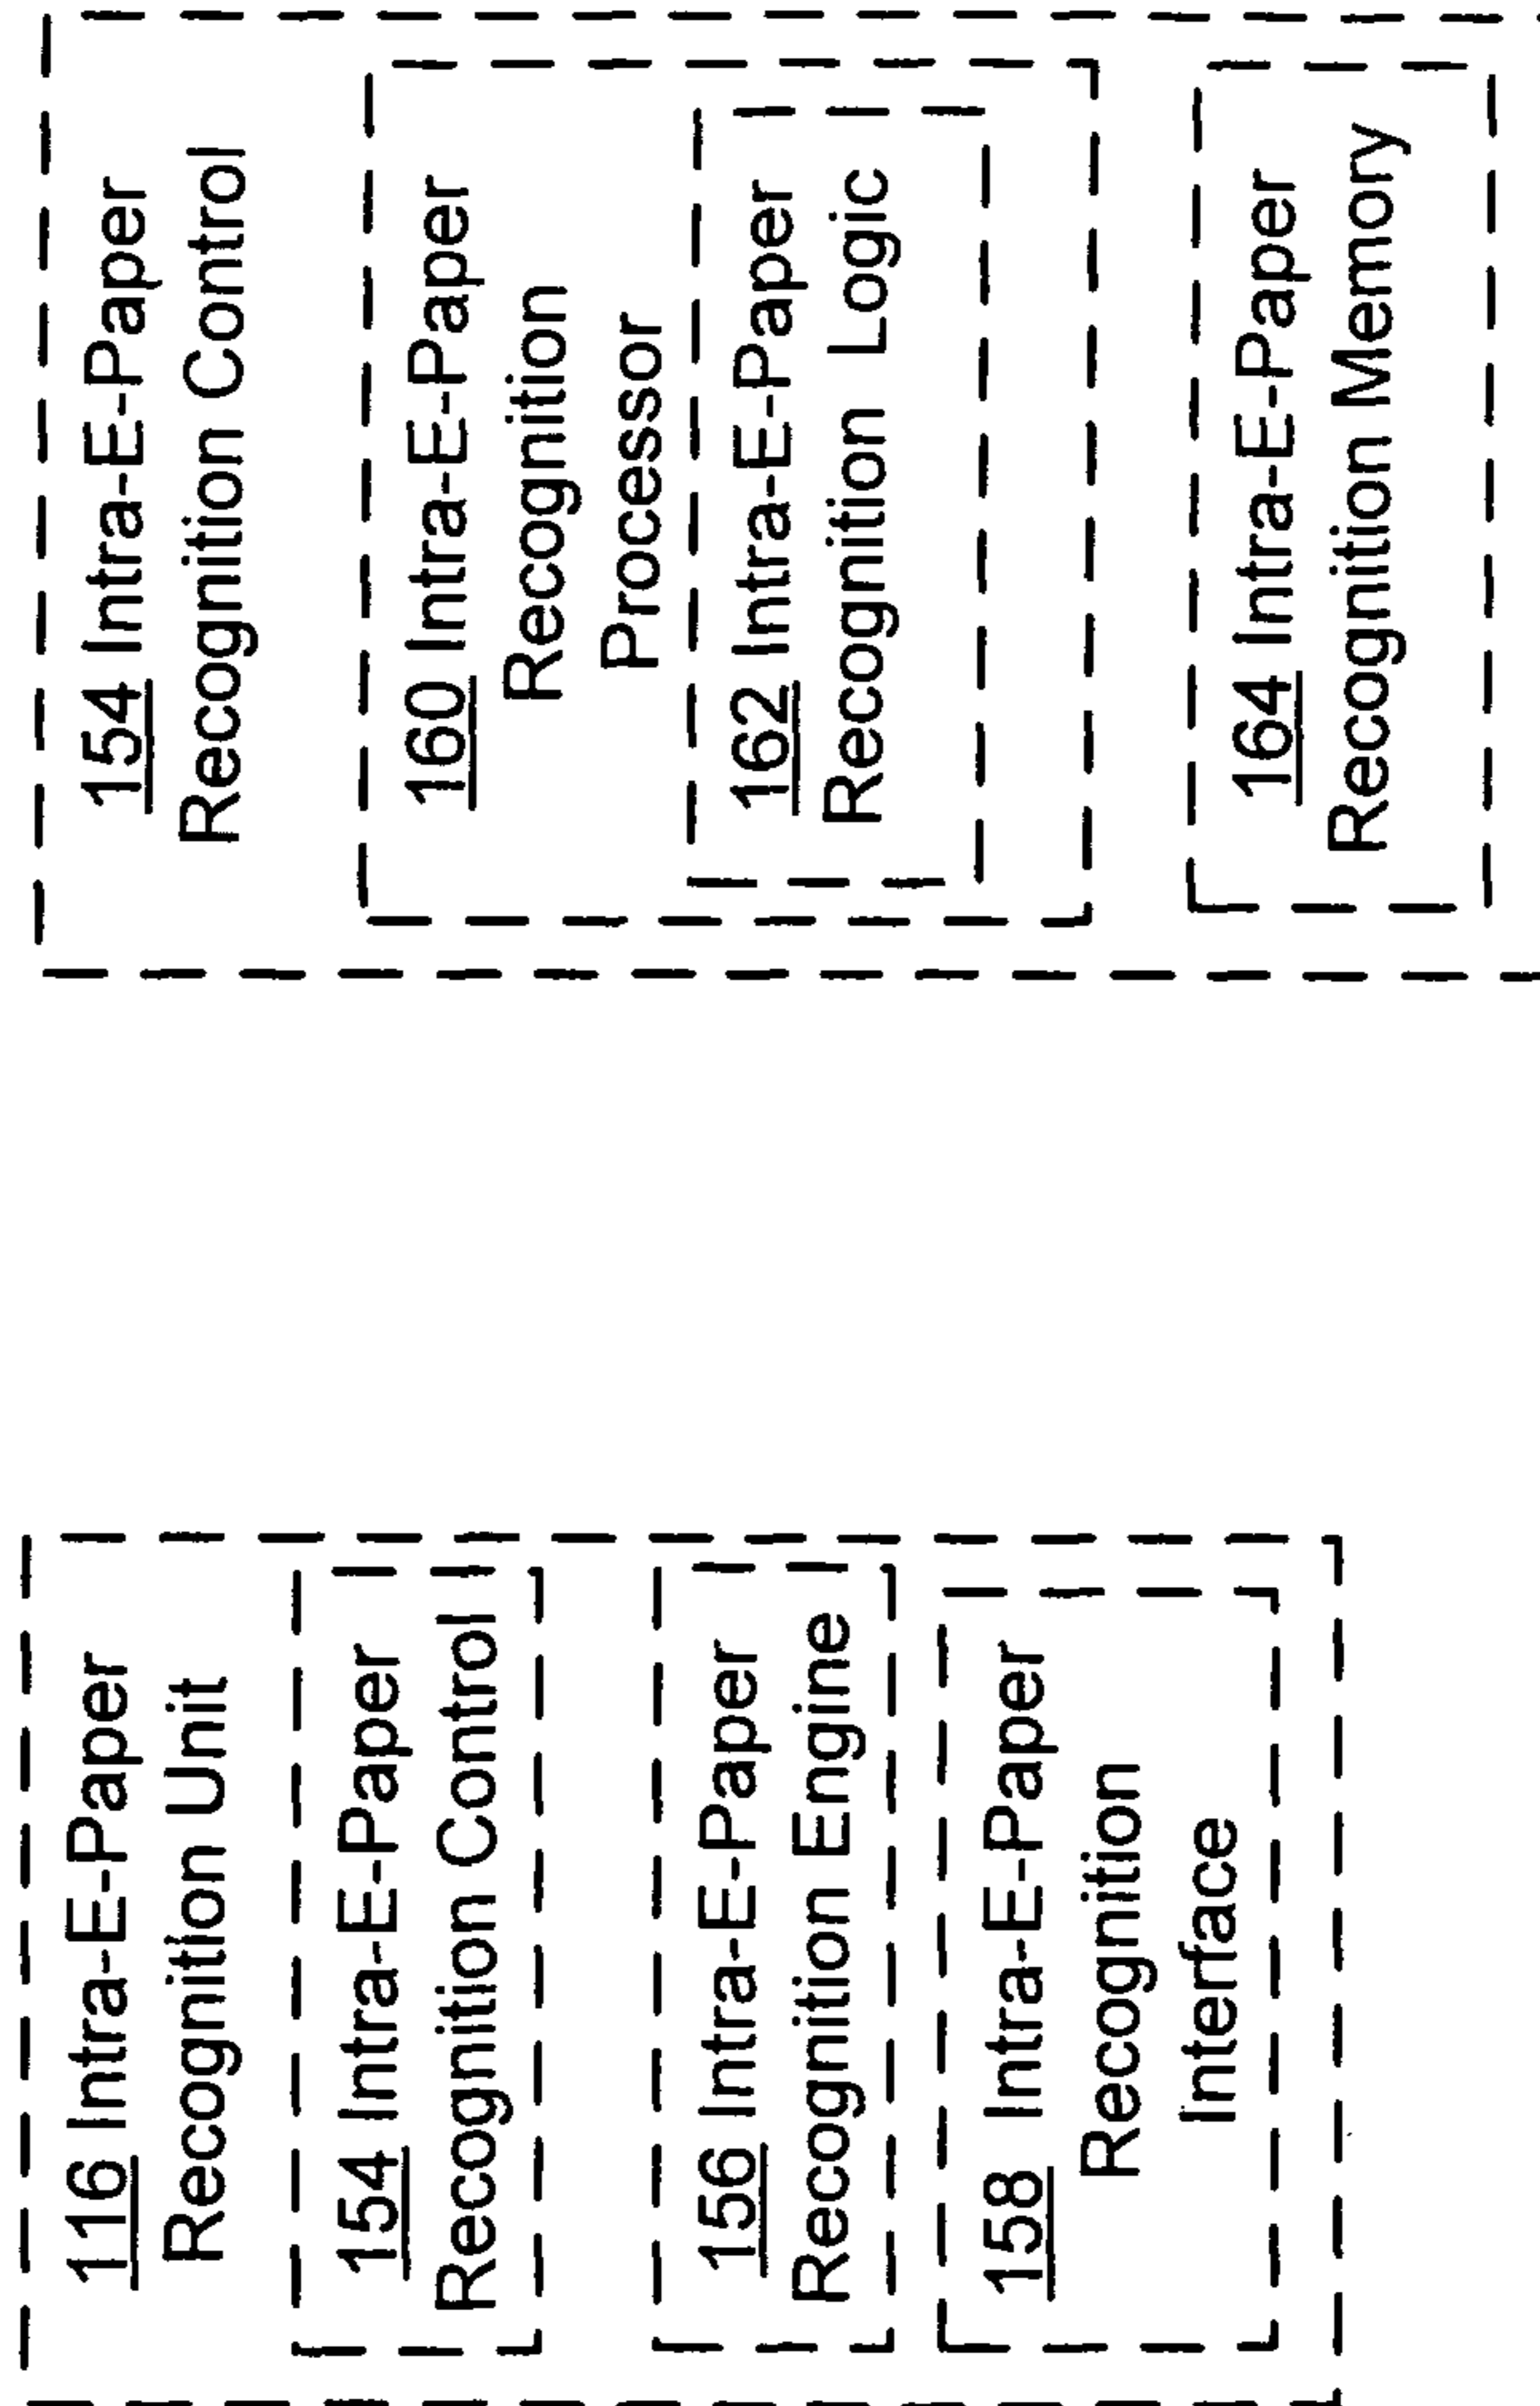 116 Intra-E-Paper
Recognition Unit
154 Intra-E-Paper
Recognition Control
156 Intra-E-Paper
Recognition Engine
158 Intra-E-Paper
Recognition
Interface
154 Intra-E-Paper
Recognition Control
160 Intra-E-Paper
Recognition
Processor
162 Intra-E-Paper
Recognition Logic
164 Intra-E-Paper
Recognition Memory